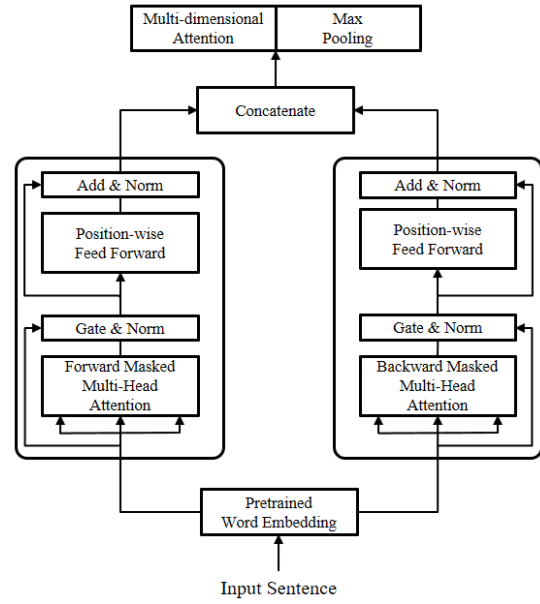 Multi-dimensional
Attention
Max
Pooling
Concatenate
Add & Norm
Position-wise
Feed Forward
Gate & Norm
Forward Masked
Multi-Head
Attention
Add & Norm
Position-wise
Feed Forward
Gate & Norm
Backward Masked
Multi-Head
Attention
Pretrained
Word Embedding
Input Sentence